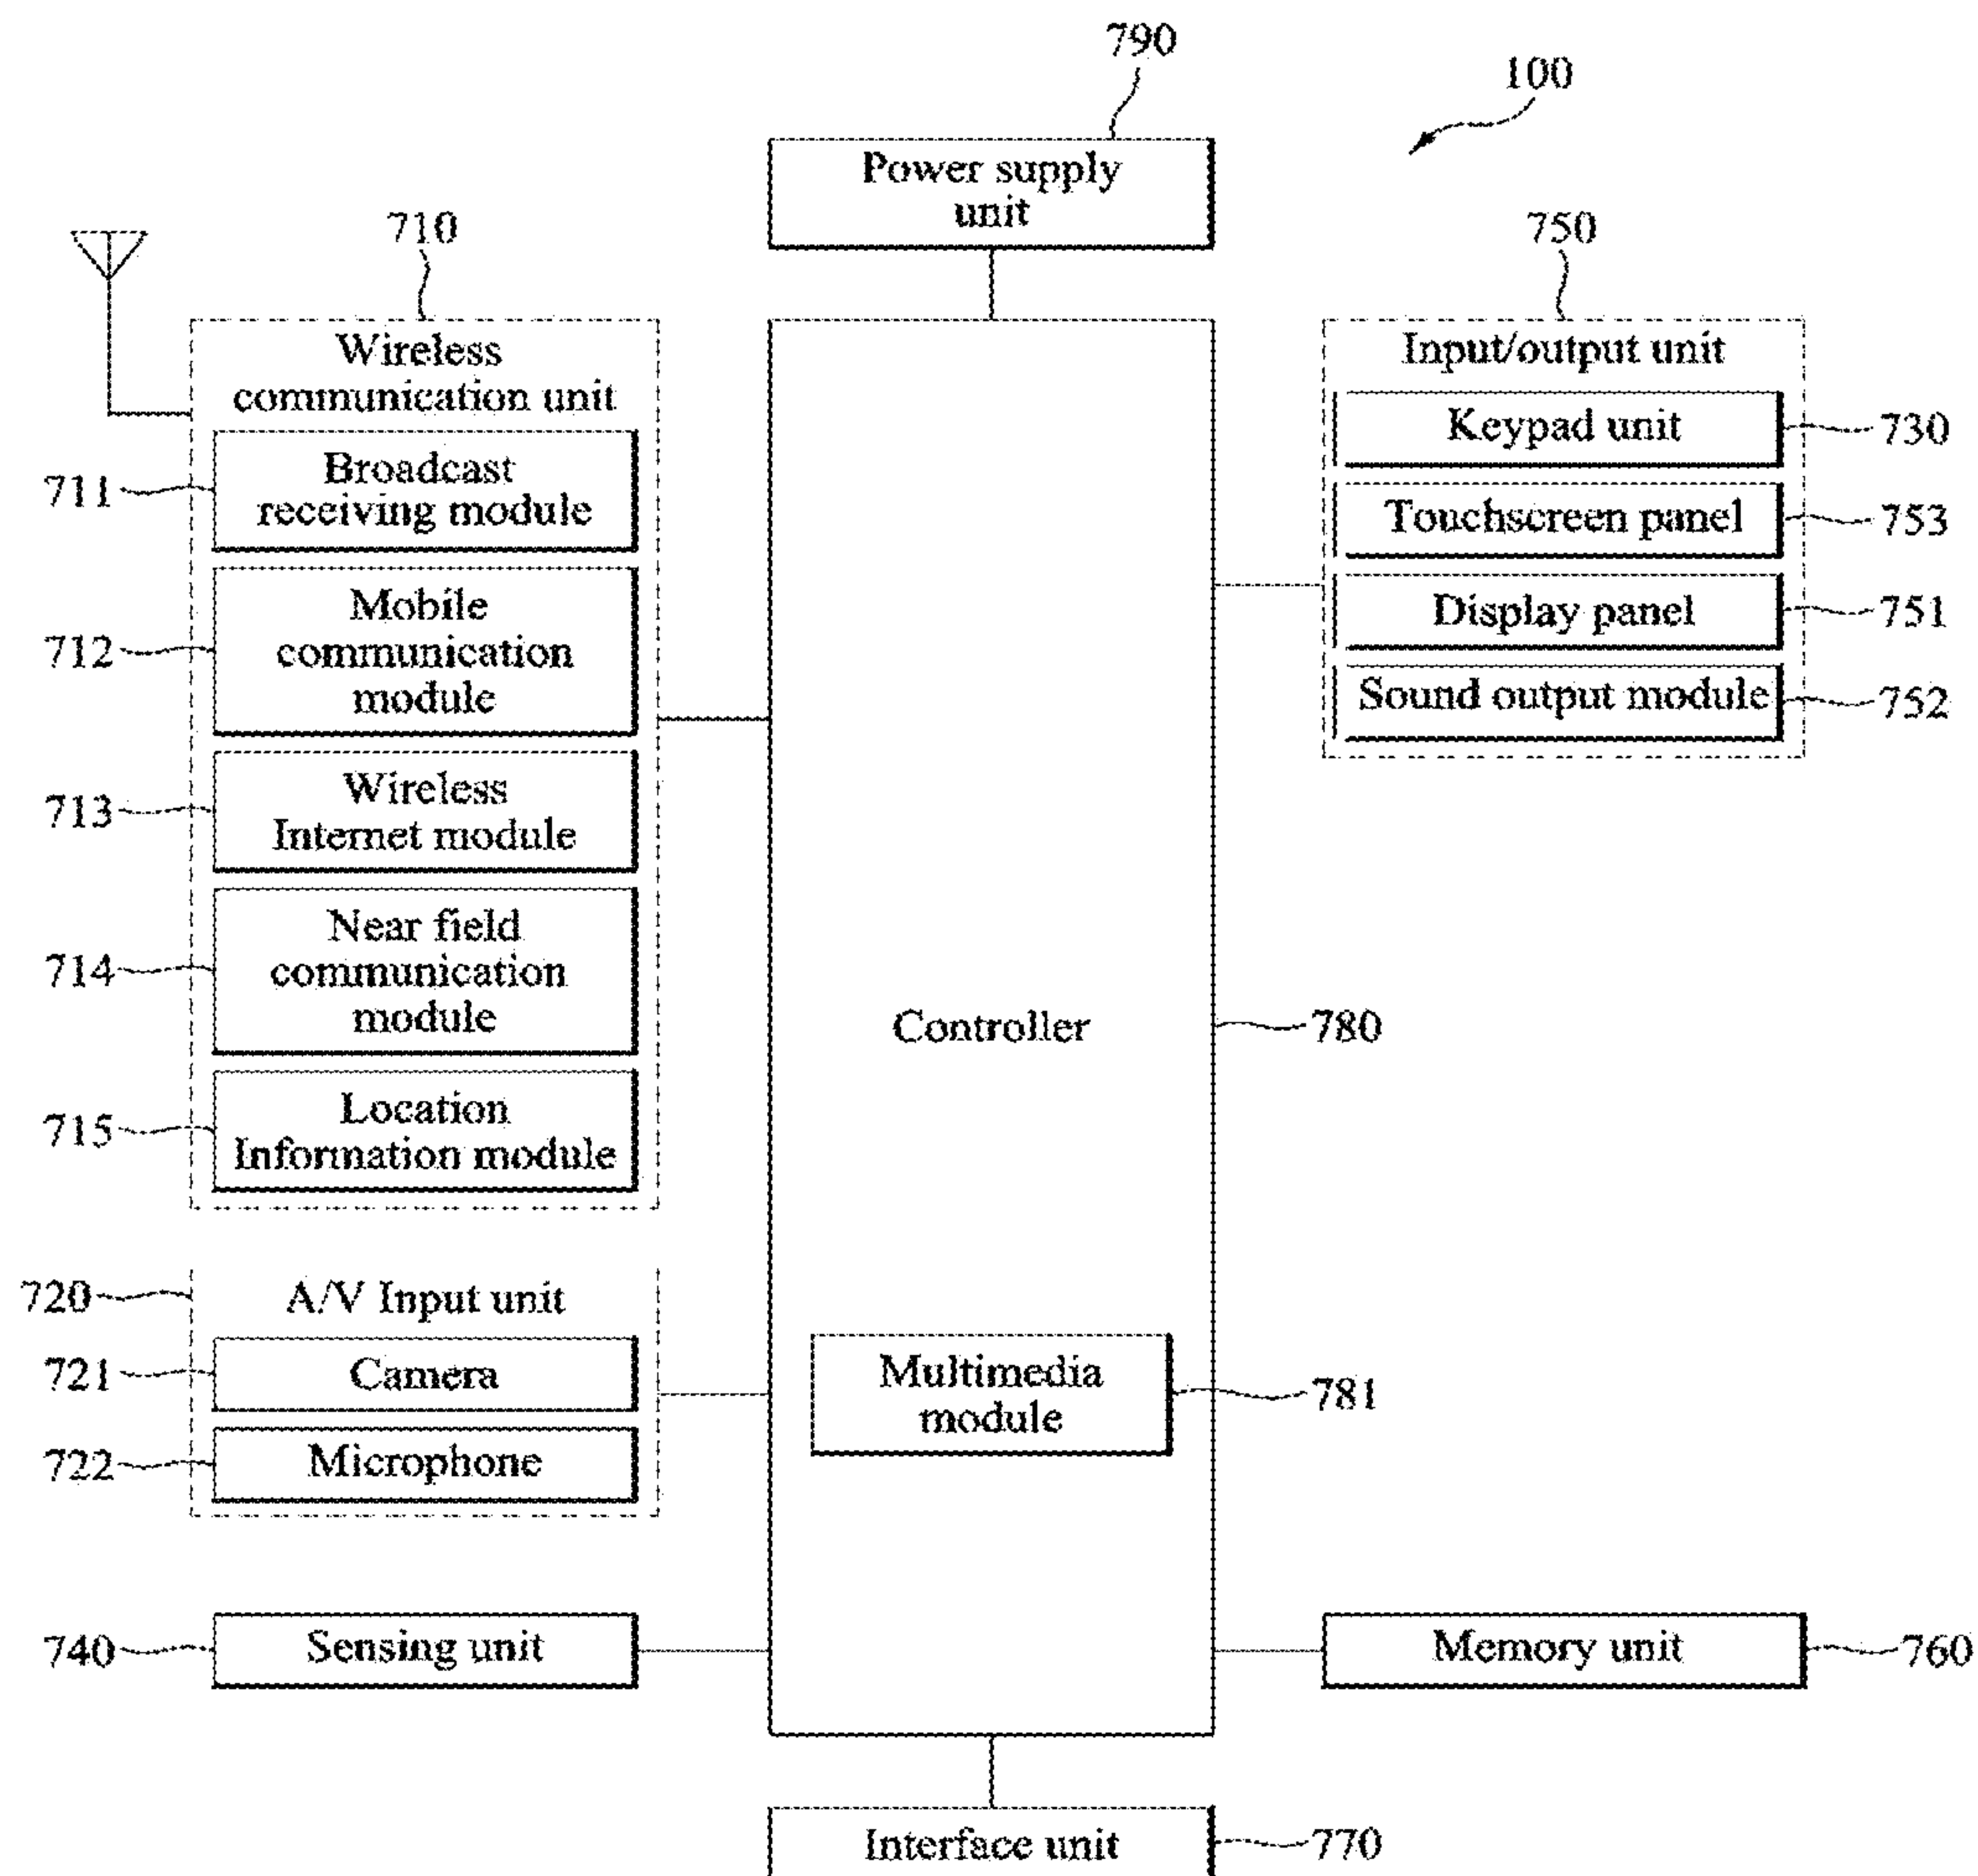 790
100
Power supply
unit
710
750
Wireless
communication unit
711
Broadcast
receiving module
712
Mobile
communication
module
713
Wireless
Internet module
714
Near field
communication
module
715
Location
Information module
720
A/V Input unit
721
Camera
722
Microphone
740
Sensing unit
Controller
780
Multimedia
module
781
Input/output unit
Keypad unit
730
Touchscreen panel
753
Display panel
751
Sound output module
752
Memory unit
760
Interface unit
770